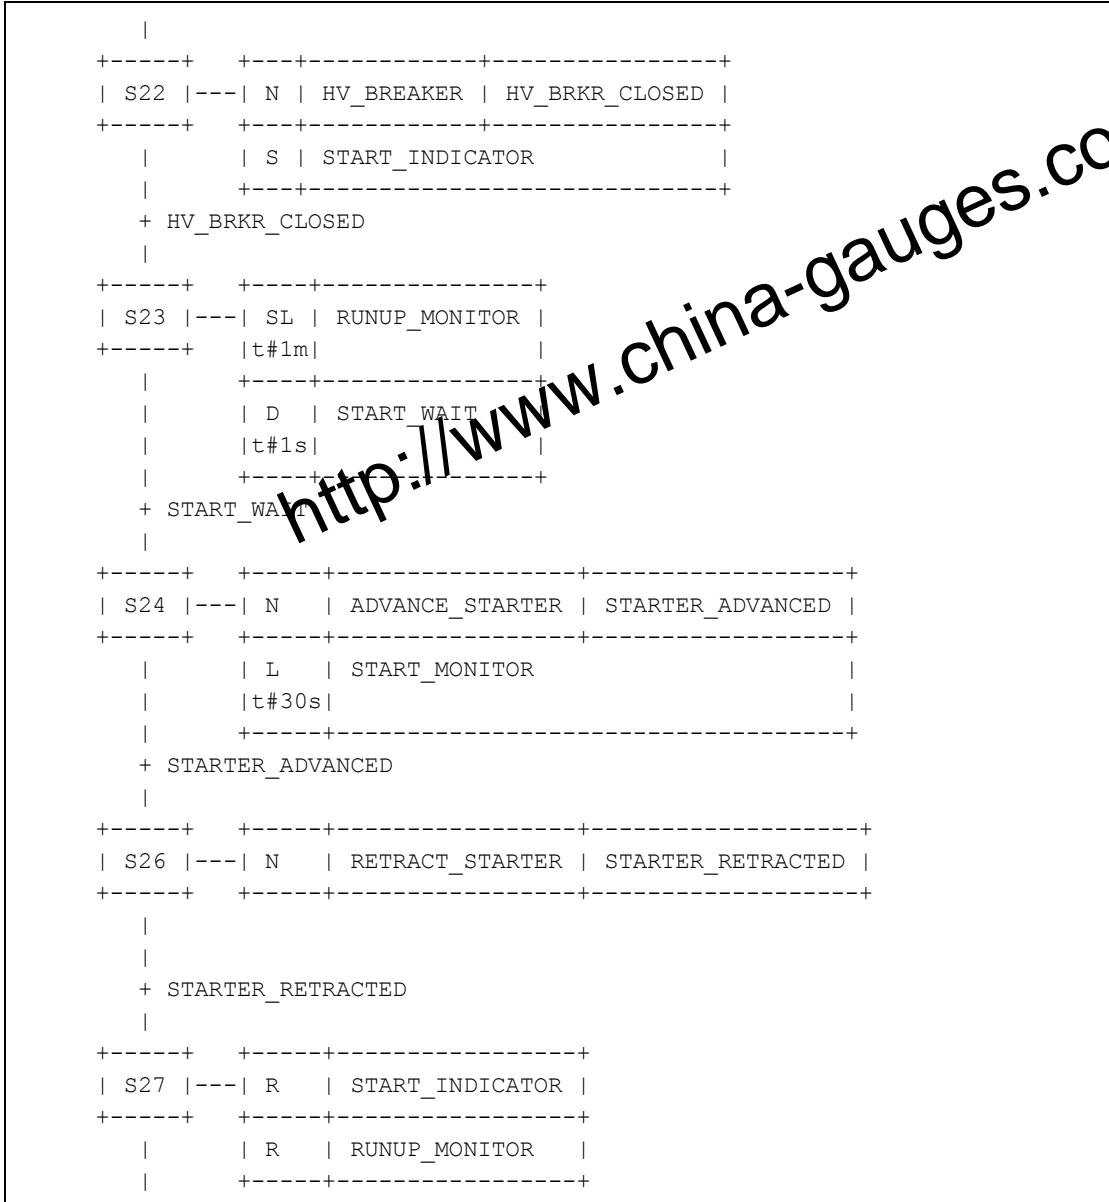 |
 +-----+   +---+------------+----------------+
 | S22 |---| N | HV_BREAKER | HV_BRKR_CLOSED |
 +-----+   +---+------------+----------------+
      |          | S | START_INDICATOR             |
      |          +---+-----------------------------+
      + HV_BRKR_CLOSED
      |
 +-----+   +----+---------------+
 | S23 |---| SL | RUNUP_MONITOR |
 +-----+   |t#1m|               |
      |          +----+---------------+
      |          | D  | START_WAIT    |
      |          |t#1s|               |
      |          +----+---------------+
      + START_WAIT
      |
 +-----+   +-----+-----------------+------------------+
 | S24 |---| N   | ADVANCE_STARTER | STARTER_ADVANCED |
 +-----+   +-----+-----------------+------------------+
      |          | L   | START_MONITOR                      |
      |          |t#30s|                                    |
      |          +-----+------------------------------------+
      + STARTER_ADVANCED
      |
 +-----+   +-----+-----------------+-------------------+
 | S26 |---| N   | RETRACT_STARTER | STARTER_RETRACTED |
 +-----+   +-----+-----------------+-------------------+
      |
      |
      + STARTER_RETRACTED
      |
 +-----+   +-----+-----------------+
 | S27 |---| R   | START_INDICATOR |
 +-----+   +-----+-----------------+
      |          | R   | RUNUP_MONITOR   |
      |          +-----+-----------------+
http://www.china-gauges.co